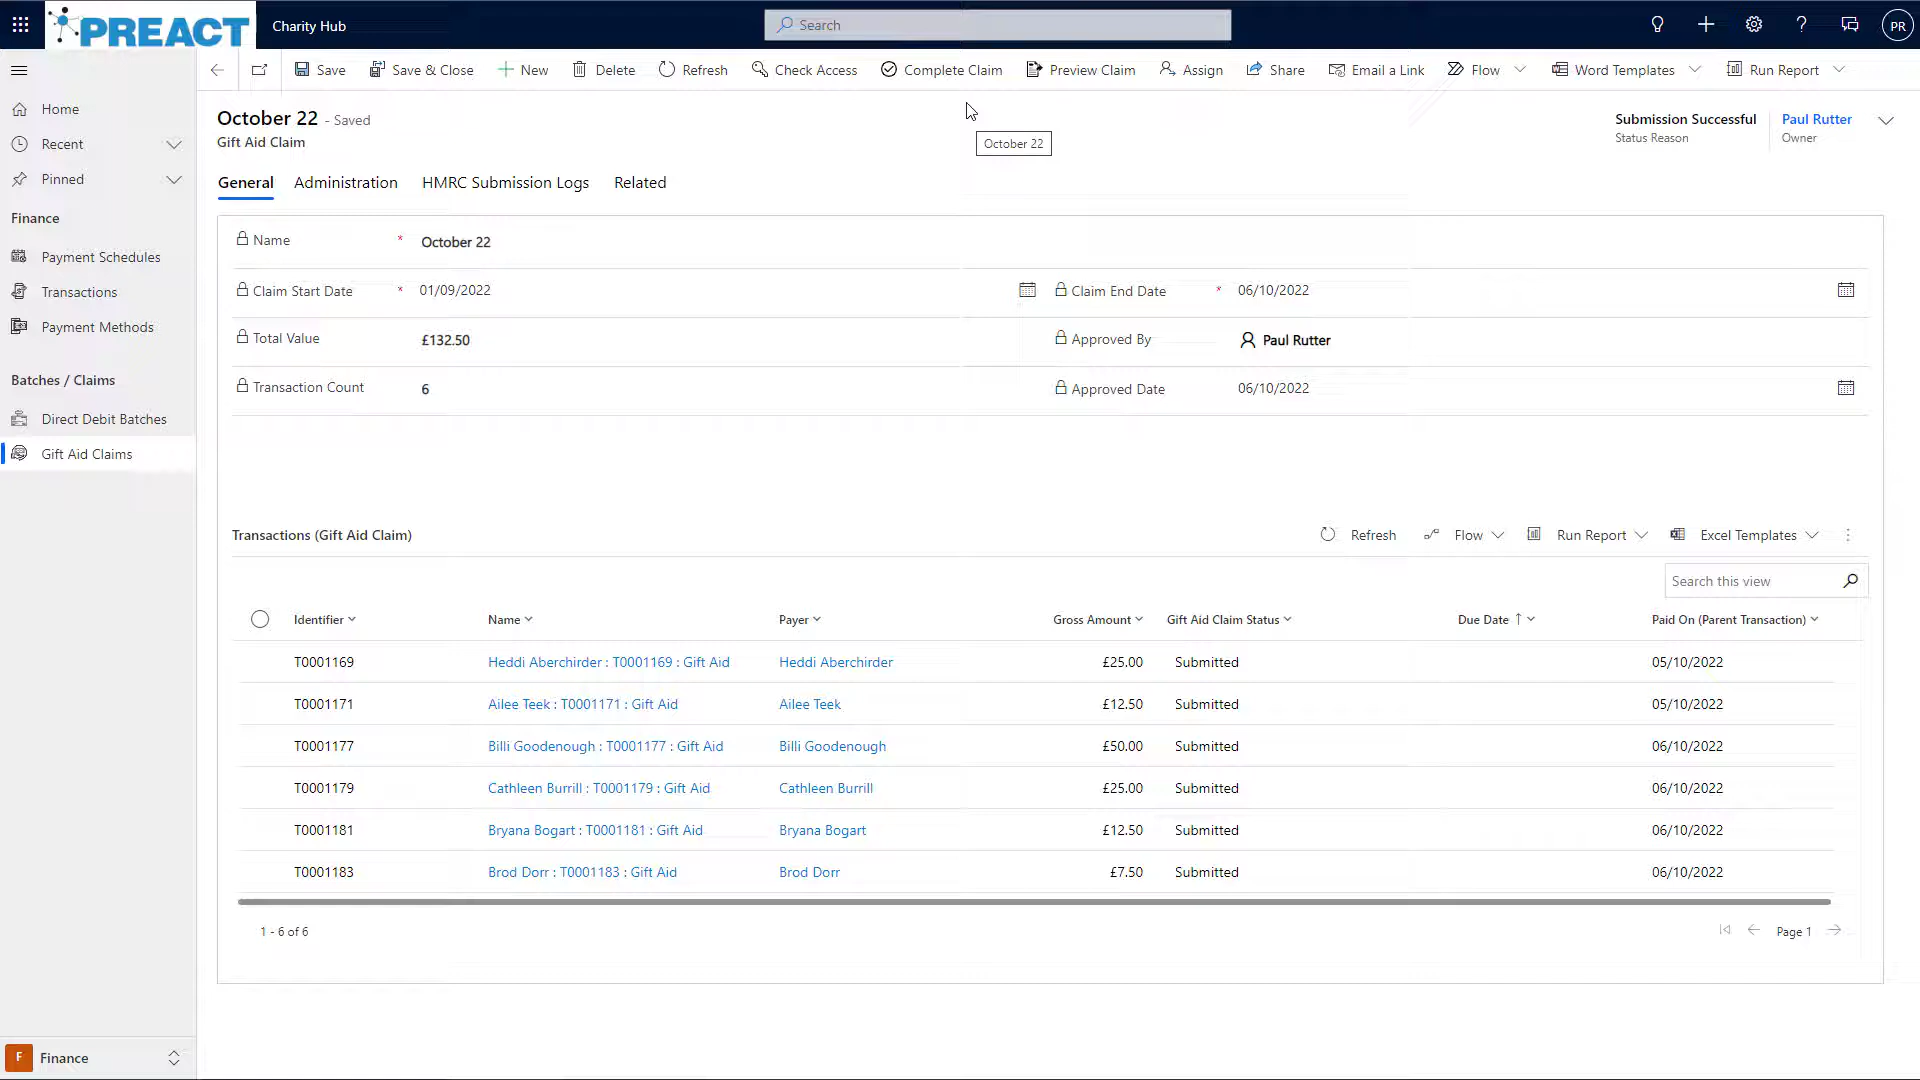 PREACT
Charity Hub
Search
PR
Save
Save & Close
New
Delete
Refresh
Check Access
Complete Claim
Preview Claim
Assign
Share
Email a Link
Flow
Word Templates
Run Report
Home
Recent
Pinned
Finance
Payment Schedules
Transactions
Payment Methods
Batches / Claims
Direct Debit Batches
Gift Aid Claims
F Finance
October 22 - Saved
Gift Aid Claim
October 22
Submission Successful
Status Reason
Paul Rutter
Owner
General Administration HMRC Submission Logs Related
Name * October 22
Claim Start Date * 01/09/2022
Claim End Date * 06/10/2022
Total Value £132.50
Approved By Paul Rutter
Transaction Count 6
Approved Date 06/10/2022
Transactions (Gift Aid Claim)
Refresh Flow Run Report Excel Templates
Search this view
Identifier Name Payer Gross Amount Gift Aid Claim Status Due Date ↑ Paid On (Parent Transaction)
T0001169 Heddi Aberchirder : T0001169 : Gift Aid Heddi Aberchirder £25.00 Submitted 05/10/2022
T0001171 Ailee Teek : T0001171 : Gift Aid Ailee Teek £12.50 Submitted 05/10/2022
T0001177 Billi Goodenough : T0001177 : Gift Aid Billi Goodenough £50.00 Submitted 06/10/2022
T0001179 Cathleen Burrill : T0001179 : Gift Aid Cathleen Burrill £25.00 Submitted 06/10/2022
T0001181 Bryana Bogart : T0001181 : Gift Aid Bryana Bogart £12.50 Submitted 06/10/2022
T0001183 Brod Dorr : T0001183 : Gift Aid Brod Dorr £7.50 Submitted 06/10/2022
1 - 6 of 6
Page 1